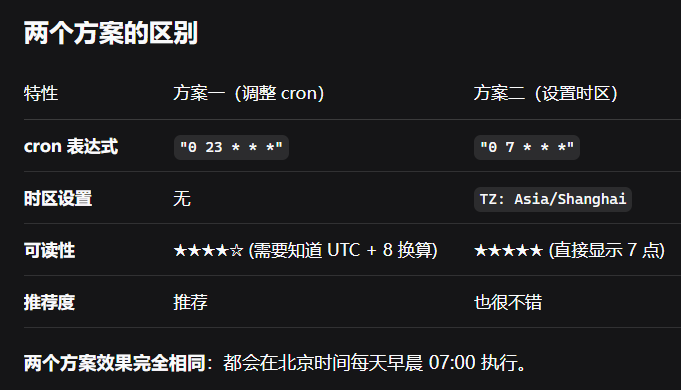 两个方案的区别
特性 方案一（调整 cron） 方案二（设置时区）
cron 表达式 "0 23 * * *" "0 7 * * *"
时区设置 无 TZ: Asia/Shanghai
可读性 ★★★★☆ (需要知道 UTC + 8 换算) ★★★★★ (直接显示 7 点)
推荐度 推荐 也很不错
两个方案效果完全相同：都会在北京时间每天早晨 07:00 执行。